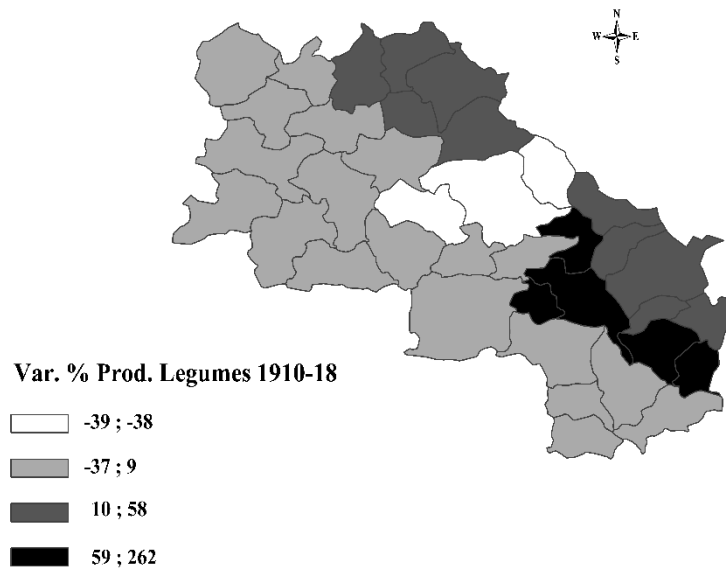 N
W E
S
Var. % Prod. Legumes 1910-18
-39 ; -38
-37 ; 9
10 ; 58
59 ; 262